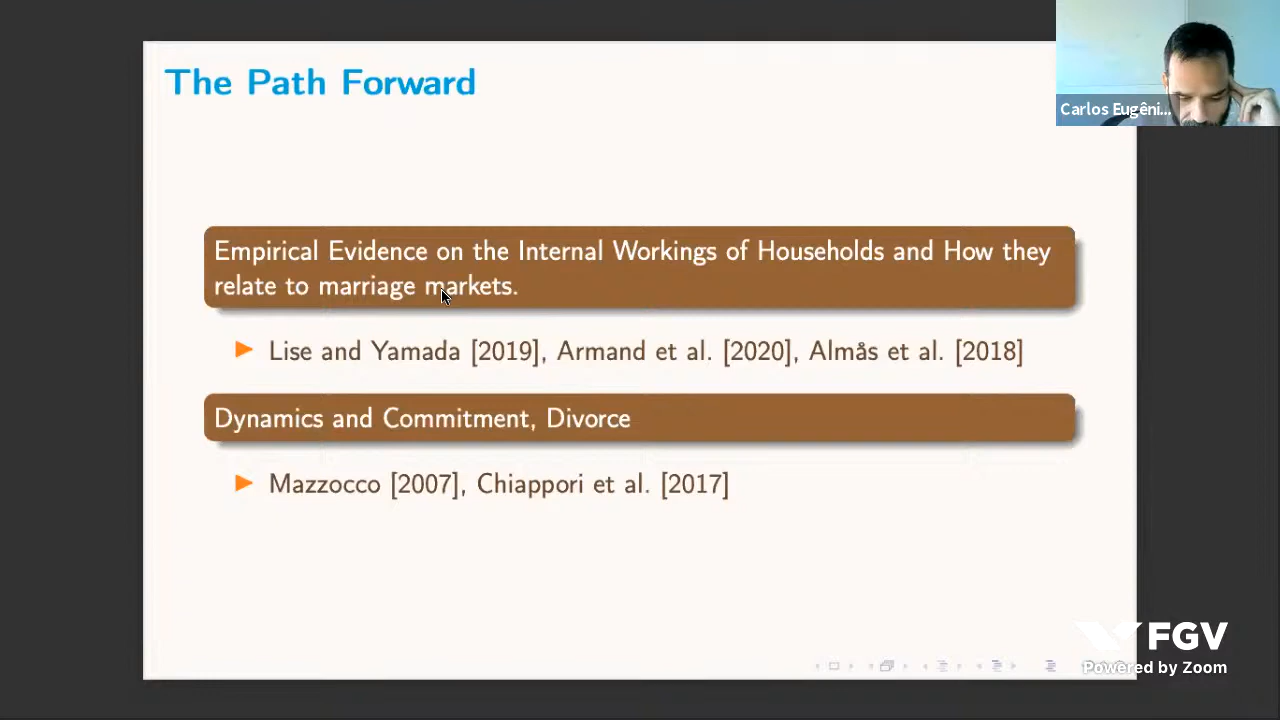 The Path Forward
Carlos Eugêni...
Empirical Evidence on the Internal Workings of Households and How they
relate to marriage markets.
Lise and Yamada [2019], Armand et al. [2020], Almås et al. [2018]
Dynamics and Commitment, Divorce
Mazzocco [2007], Chiappori et al. [2017]
FGV
Powered by Zoom